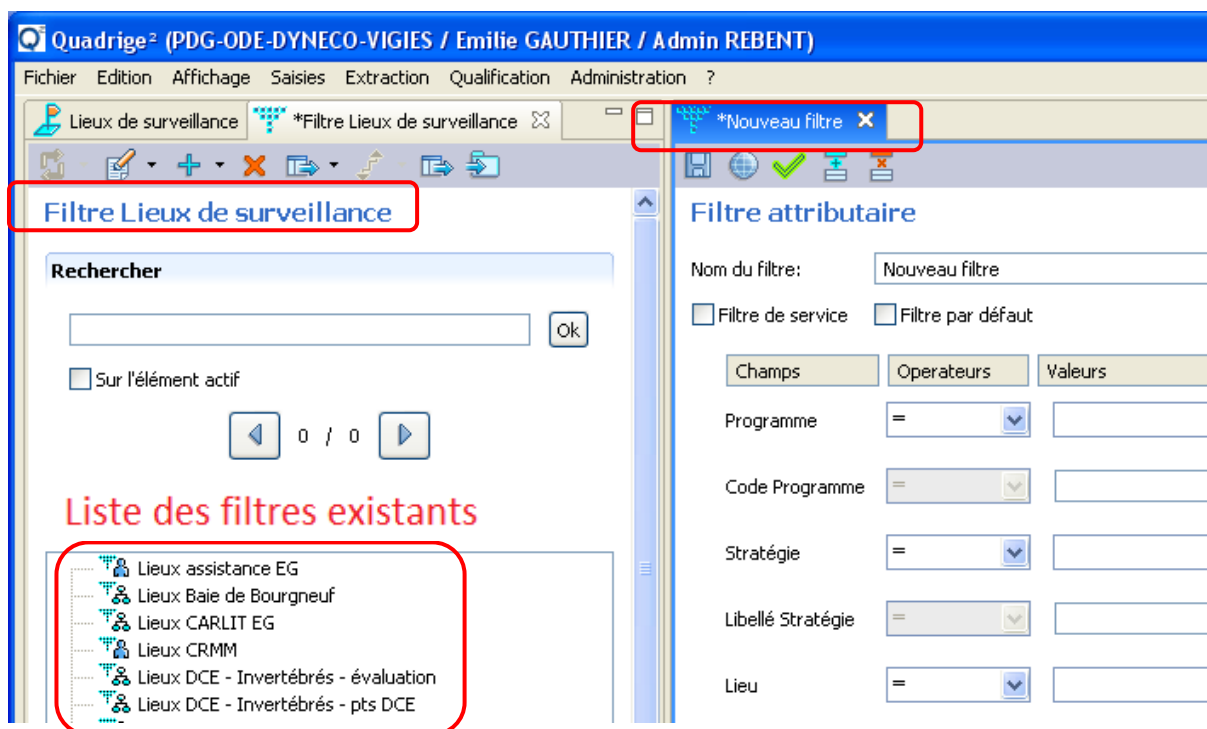 Quadrige² (PDG-ODE-DYNECO-VIGIES / Emilie GAUTHIER / Admin REBENT)
Fichier Edition Affichage Saisies Extraction Qualification Administration ?
Lieux de surveillance *Filtre Lieux de surveillance
*Nouveau filtre
Filtre Lieux de surveillance
Rechercher
Ok
Sur l'élément actif
0 / 0
Liste des filtres existants
Lieux assistance EG
Lieux Baie de Bourgneuf
Lieux CARLIT EG
Lieux CRMM
Lieux DCE - Invertébrés - évaluation
Lieux DCE - Invertébrés - pts DCE
Filtre attributaire
Nom du filtre: Nouveau filtre
Filtre de service Filtre par défaut
Champs Operateurs Valeurs
Programme =
Code Programme =
Stratégie =
Libellé Stratégie =
Lieu =